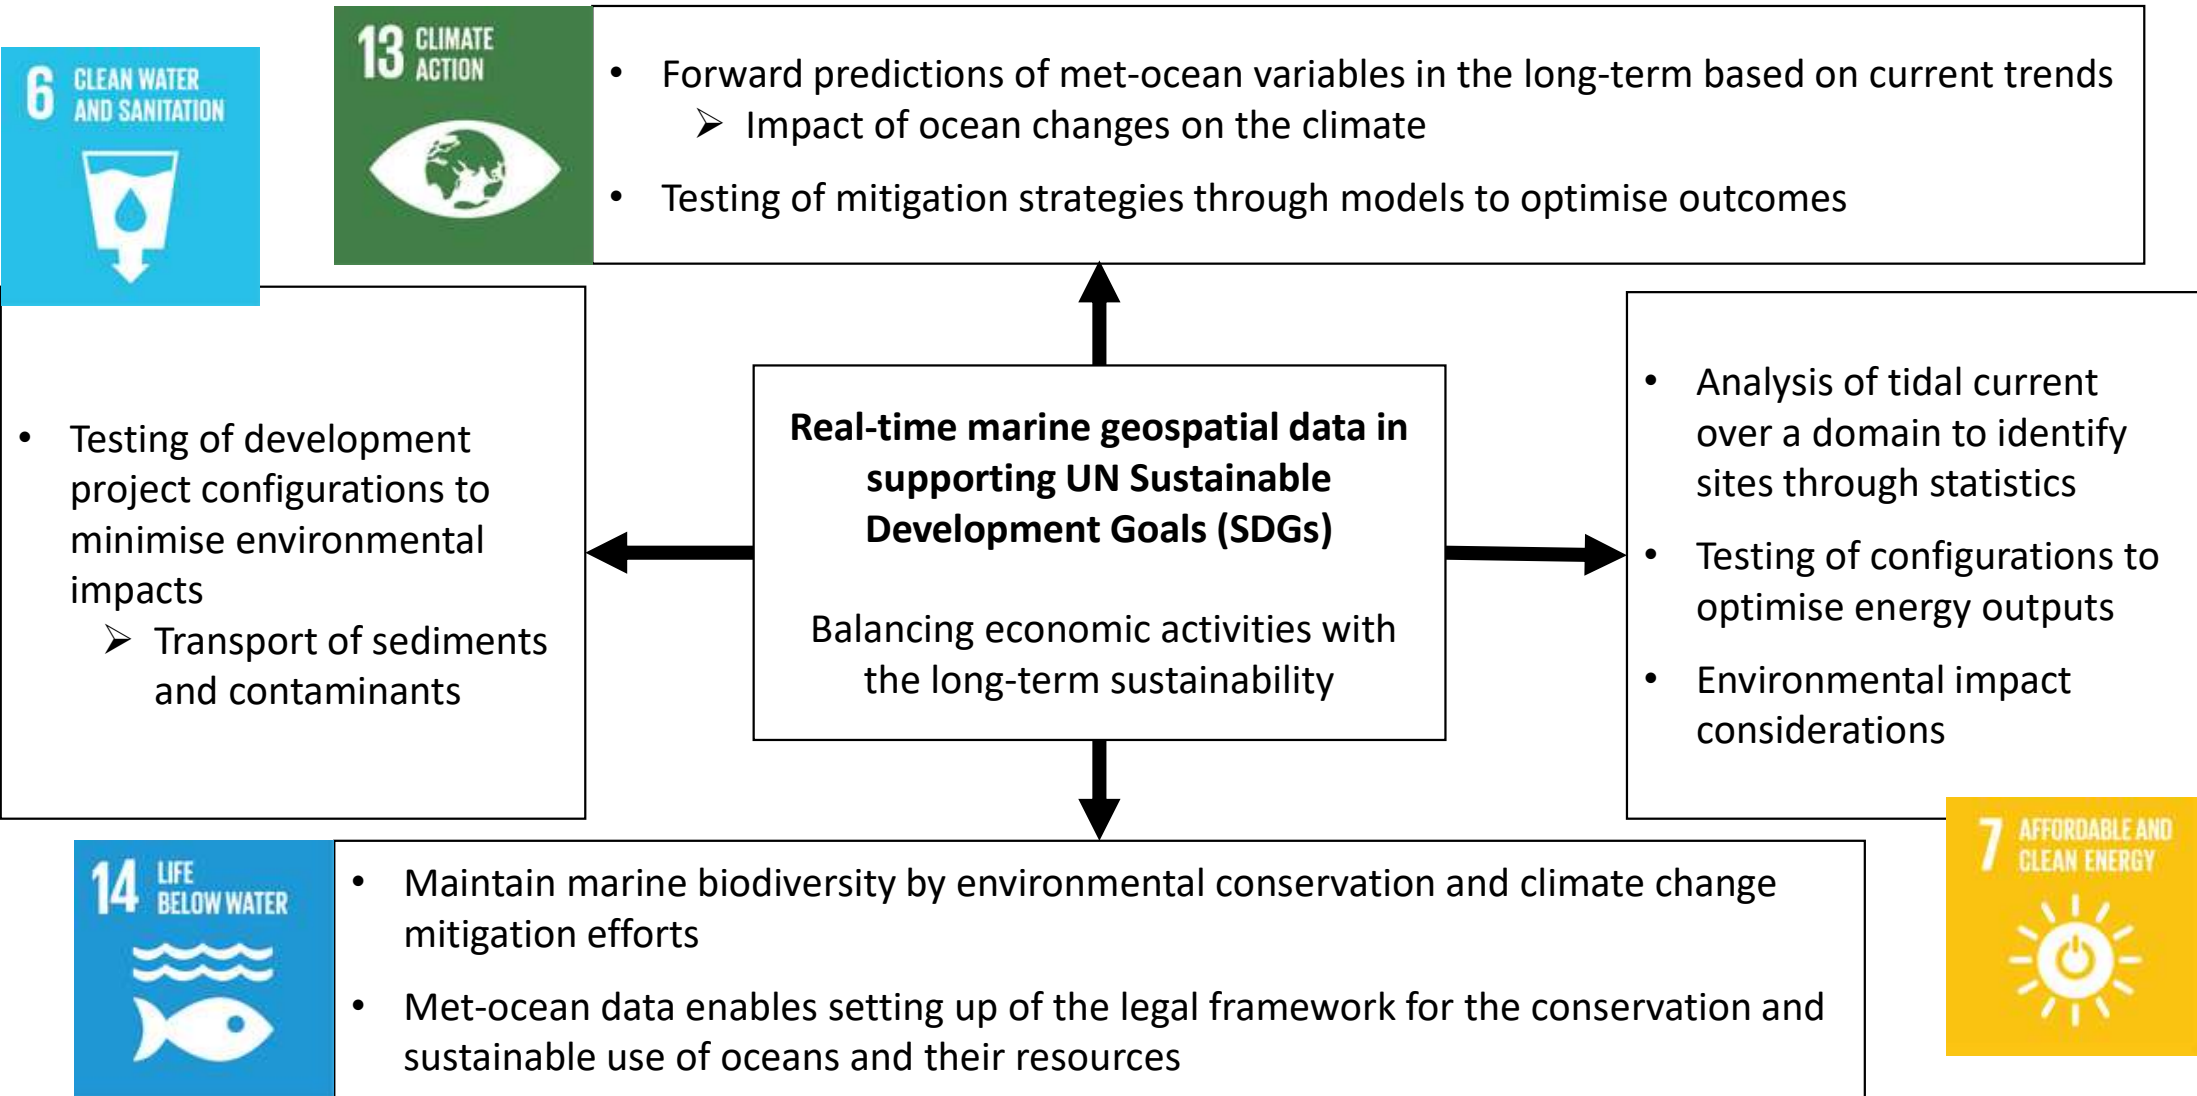 13 CLIMATE
ACTION
• Forward predictions of met-ocean variables in the long-term based on current trends
➢ Impact of ocean changes on the climate
• Testing of mitigation strategies through models to optimise outcomes
6 CLEAN WATER
AND SANITATION
• Testing of development
project configurations to
minimise environmental
impacts
➢ Transport of sediments
and contaminants
Real-time marine geospatial data in
supporting UN Sustainable
Development Goals (SDGs)
Balancing economic activities with
the long-term sustainability
• Analysis of tidal current
over a domain to identify
sites through statistics
• Testing of configurations to
optimise energy outputs
• Environmental impact
considerations
7 AFFORDABLE AND
CLEAN ENERGY
14 LIFE
BELOW WATER
• Maintain marine biodiversity by environmental conservation and climate change
mitigation efforts
• Met-ocean data enables setting up of the legal framework for the conservation and
sustainable use of oceans and their resources